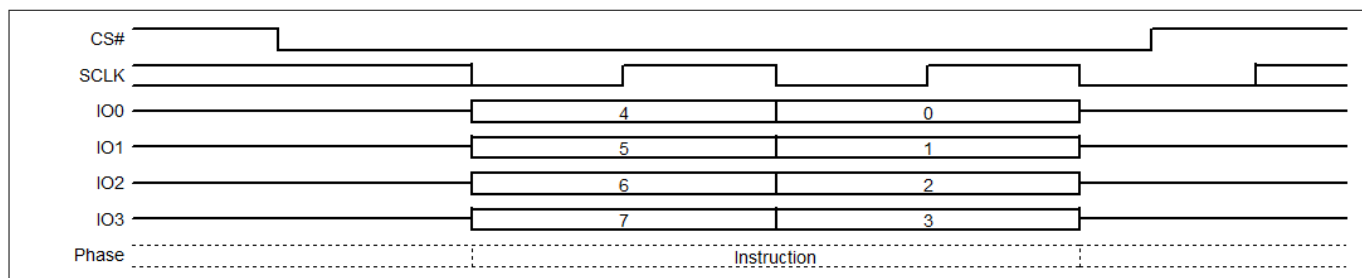 CS#
SCLK
IO0 4 0
IO1 5 1
IO2 6 2
IO3 7 3
Phase Instruction